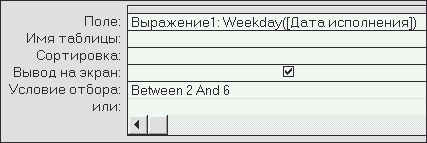 Поле: Выражение1: Weekday([Дата исполнения])
Имя таблицы:
Сортировка:
Вывод на экран:
Условие отбора: Between 2 And 6
или: